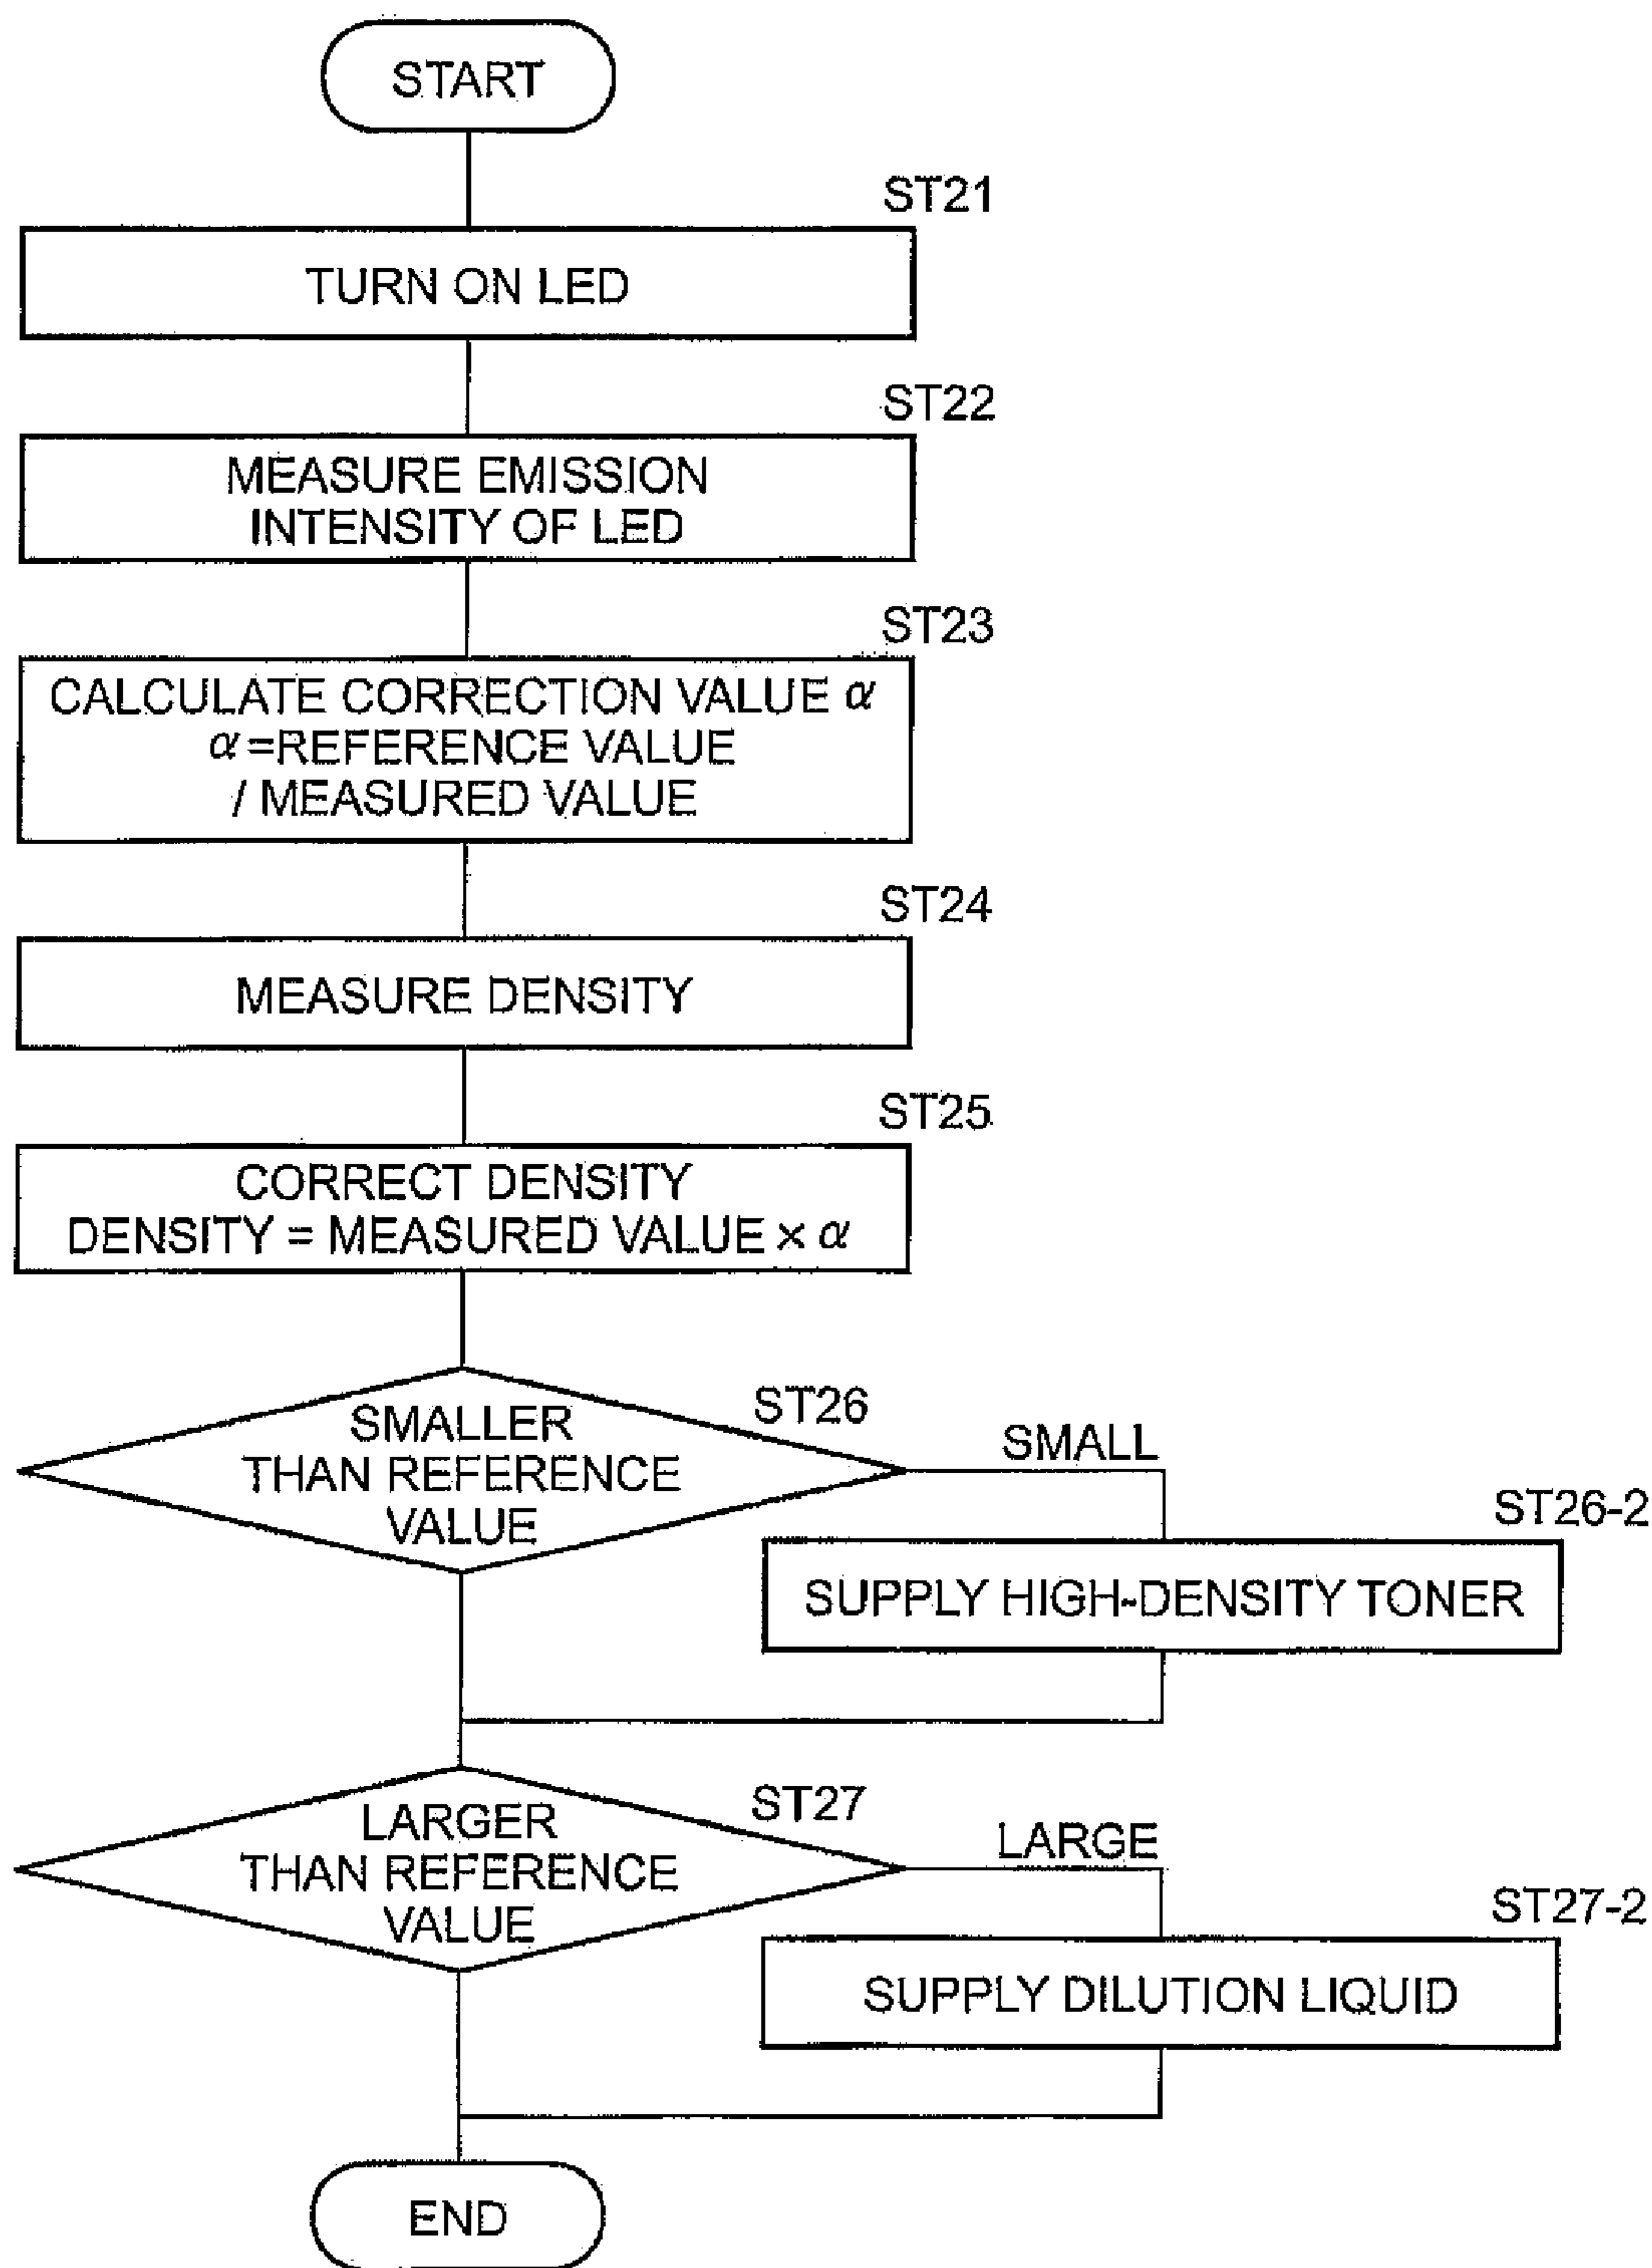 START
ST21
TURN ON LED
ST22
MEASURE EMISSION
INTENSITY OF LED
ST23
CALCULATE CORRECTION VALUE α
α=REFERENCE VALUE
/ MEASURED VALUE
ST24
MEASURE DENSITY
ST25
CORRECT DENSITY
DENSITY = MEASURED VALUE × α
ST26
SMALLER
THAN REFERENCE
VALUE
SMALL
ST26-2
SUPPLY HIGH-DENSITY TONER
ST27
LARGER
THAN REFERENCE
VALUE
LARGE
ST27-2
SUPPLY DILUTION LIQUID
END